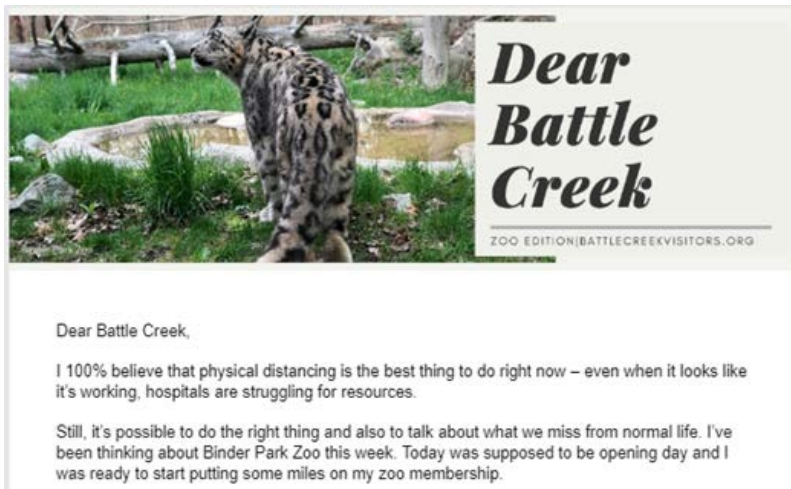 Dear
Battle
Creek
ZOO EDITION|BATTLECREEKVISITORS.ORG
Dear Battle Creek,
I 100% believe that physical distancing is the best thing to do right now – even when it looks like
it's working, hospitals are struggling for resources.
Still, it's possible to do the right thing and also to talk about what we miss from normal life. I've
been thinking about Binder Park Zoo this week. Today was supposed to be opening day and I
was ready to start putting some miles on my zoo membership.